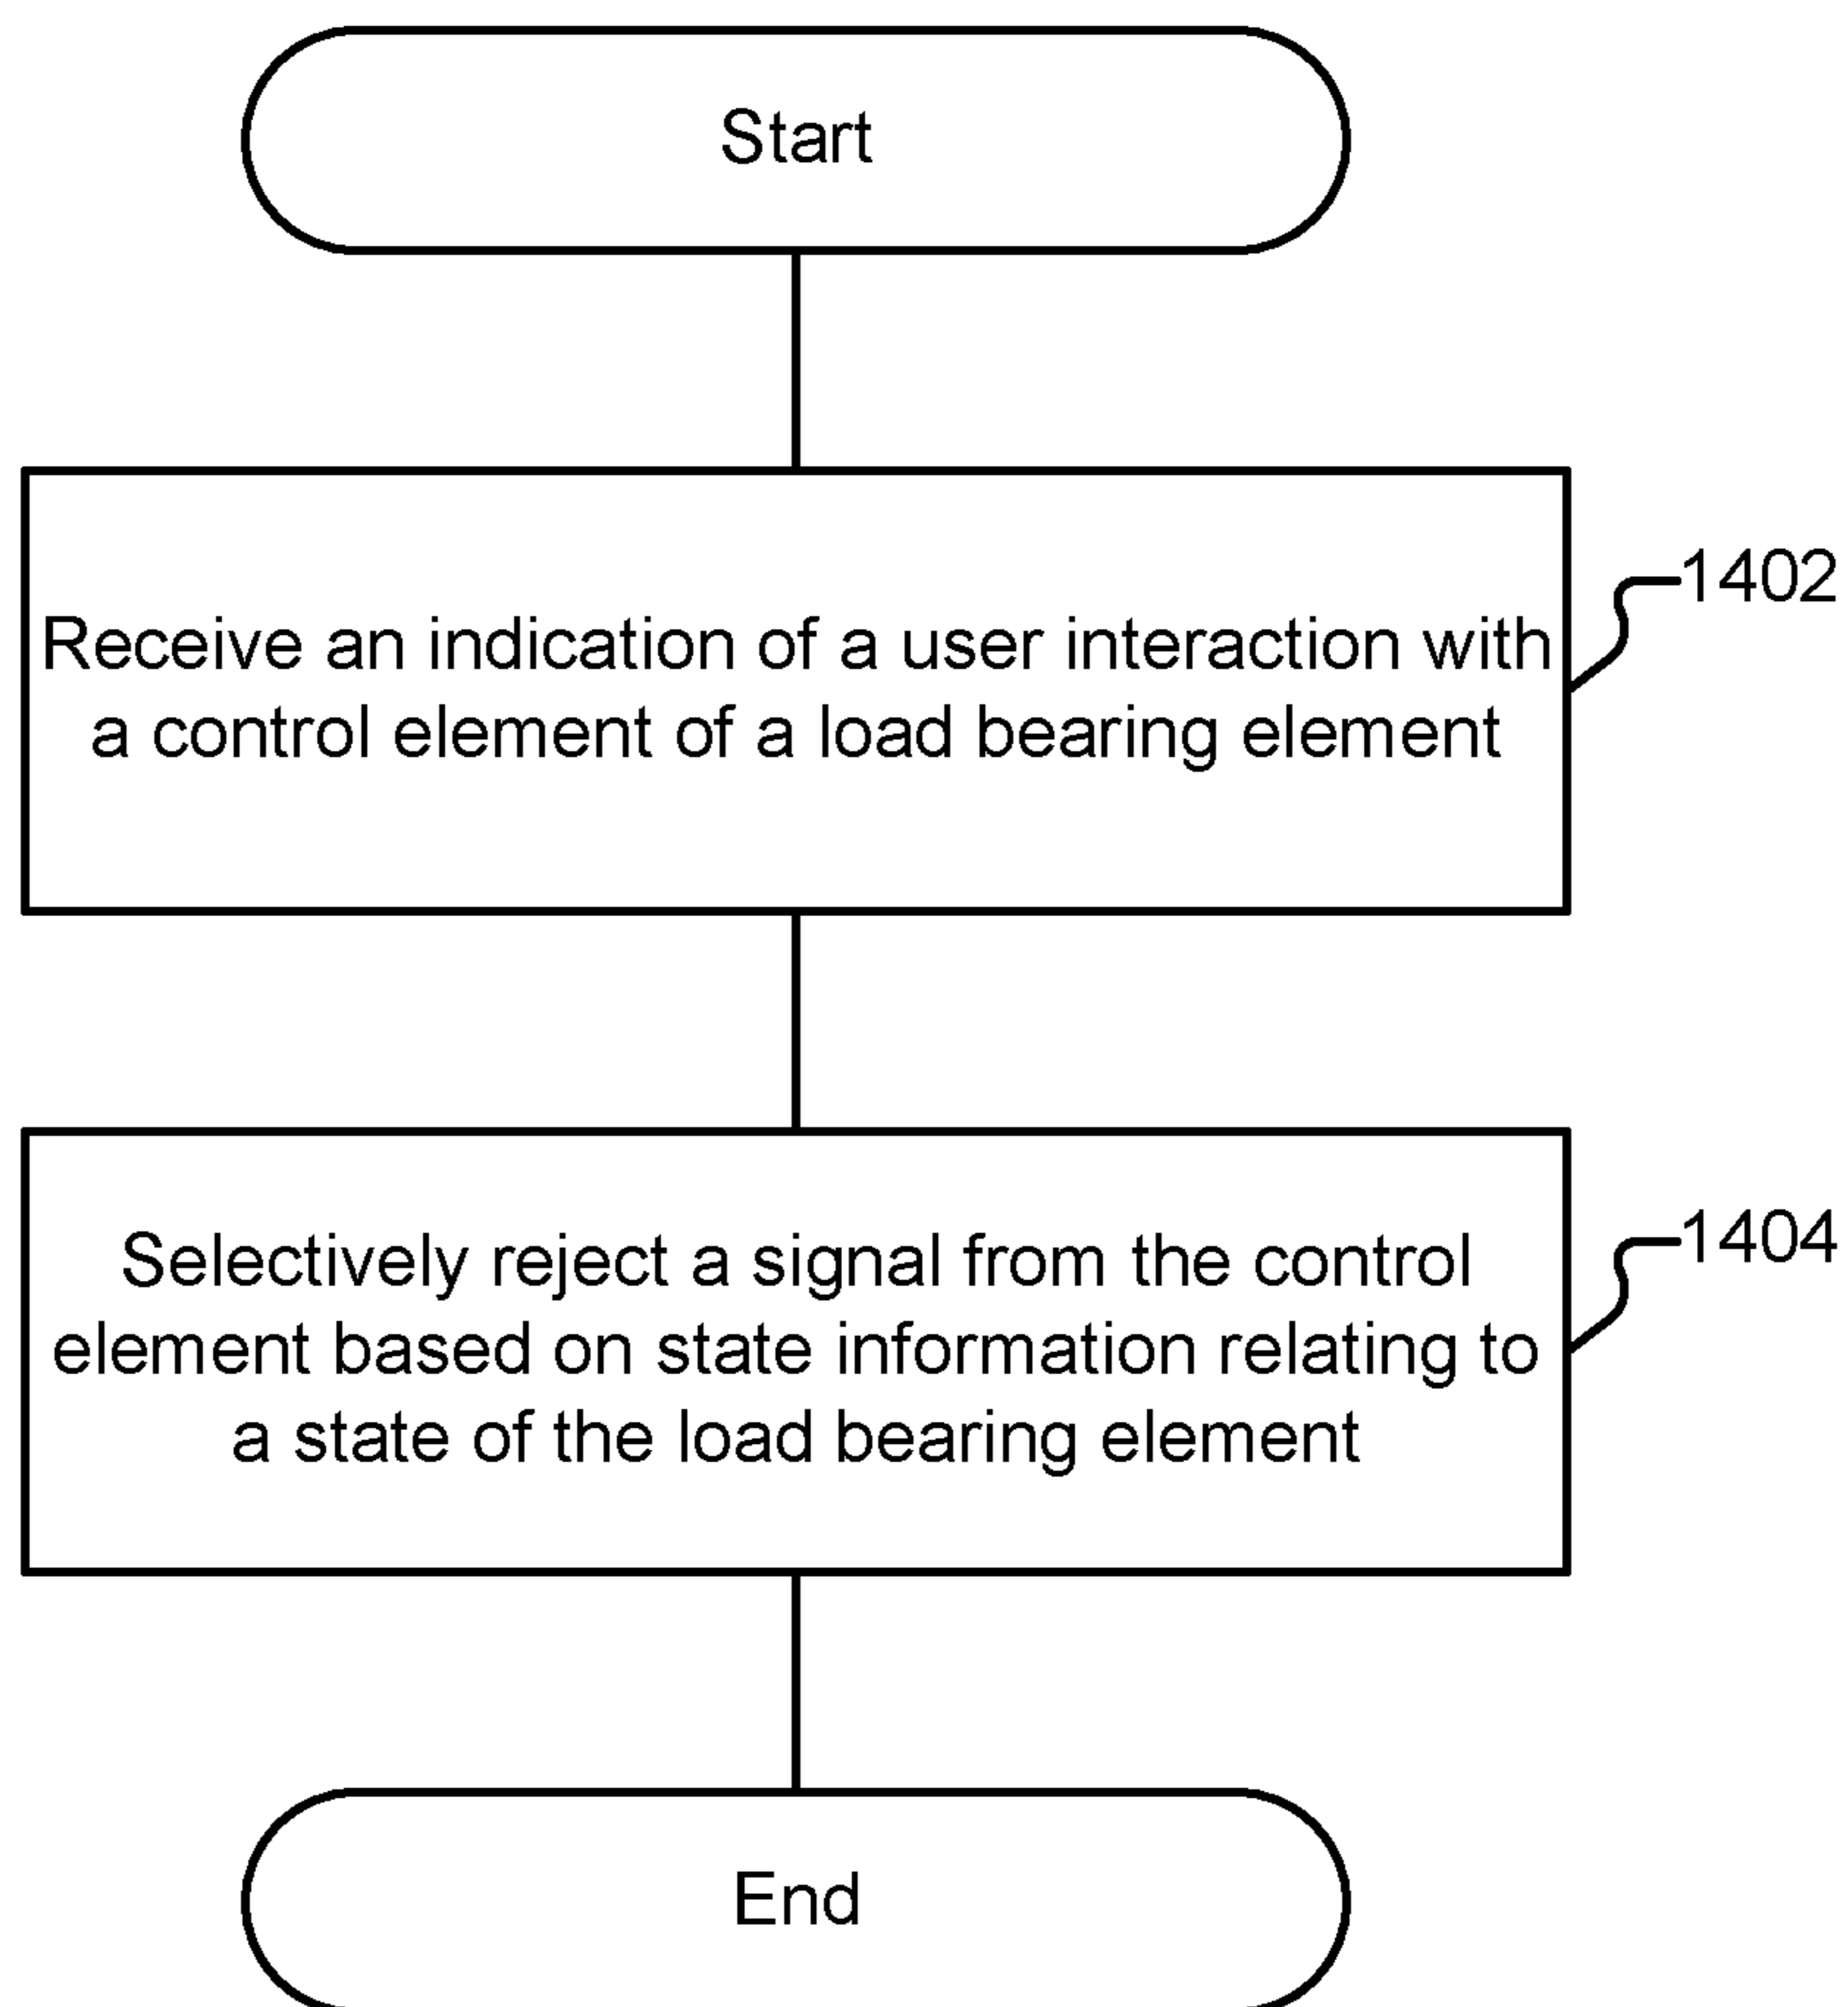 Start
1402
Receive an indication of a user interaction with
a control element of a load bearing element
1404
Selectively reject a signal from the control
element based on state information relating to
a state of the load bearing element
End